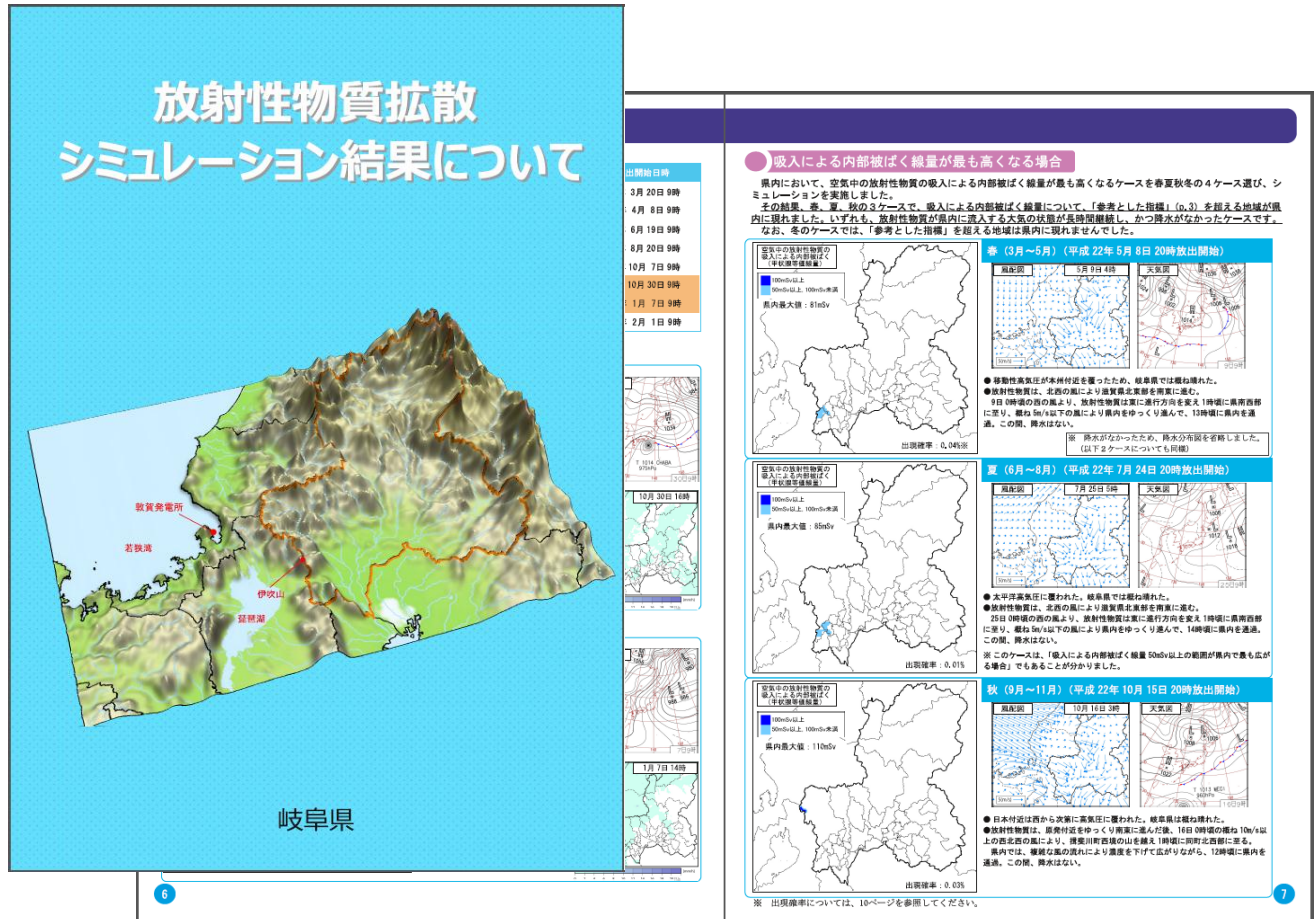 放射性物質拡散
シミュレーション結果について
敦賀発電所
若狭湾
伊吹山
琵琶湖
岐阜県
出開始日時
3月 20日 9時
4月 8日 9時
6月 19日 9時
8月 20日 9時
10月 7日 9時
10月 30日 9時
1月 7日 9時
2月 1日 9時
10月 30日 16時
1月 7日 14時
6
吸入による内部被ばく線量が最も高くなる場合
県内において、空気中の放射性物質の吸入による内部被ばく線量が最も高くなるケースを春夏秋冬の４ケース選び、シ
ミュレーションを実施しました。
その結果、春、夏、秋の３ケースで、吸入による内部被ばく線量について、「参考とした指標」(p.3) を超える地域が県
内に現れました。いずれも、放射性物質が県内に流入する大気の状態が長時間継続し、かつ降水がなかったケースです。
なお、冬のケースでは、「参考とした指標」を超える地域は県内に現れませんでした。
空気中の放射性物質の
吸入による内部被ばく
(甲状腺等価線量)
100mSv以上
50mSv以上, 100mSv未満
県内最大値：81mSv
出現確率：0.04%※
春（3月～5月）（平成 22年 5月 8日 20時放出開始）
風配図
5月 9日 4時
天気図
● 移動性高気圧が本州付近を覆ったため、岐阜県では概ね晴れた。
●放射性物質は、北西の風により滋賀県北東部を南東に進む。
9日 0時頃の西の風より、放射性物質は東に進行方向を変え 1時頃に県南西部
に至り、概ね 5m/s以下の風により県内をゆっくり進んで、13時頃に県内を通
過。この間、降水はない。
※ 降水がなかったため、降水分布図を省略しました。
（以下２ケースについても同様）
空気中の放射性物質の
吸入による内部被ばく
(甲状腺等価線量)
100mSv以上
50mSv以上, 100mSv未満
県内最大値：85mSv
出現確率：0.01%
夏（6月～8月）（平成 22年 7月 24日 20時放出開始）
風配図
7月 25日 5時
天気図
● 太平洋高気圧に覆われた。岐阜県では概ね晴れた。
●放射性物質は、北西の風により滋賀県北東部を南東に進む。
25日 0時頃の西の風より、放射性物質は東に進行方向を変え 1時頃に県南西部
に至り、概ね 5m/s以下の風により県内をゆっくり進んで、14時頃に県内を通過。
この間、降水はない。
※ このケースは、「吸入による内部被ばく線量 50mSv以上の範囲が県内で最も広が
る場合」でもあることが分かりました。
空気中の放射性物質の
吸入による内部被ばく
(甲状腺等価線量)
100mSv以上
50mSv以上, 100mSv未満
県内最大値：110mSv
出現確率：0.03%
秋（9月～11月）（平成 22年 10月 15日 20時放出開始）
風配図
10月 16日 3時
天気図
● 日本付近は西から次第に高気圧に覆われた。岐阜県は概ね晴れた。
●放射性物質は、原発付近をゆっくり南東に進んだ後、16日 0時頃の概ね 10m/s以
上の西北西の風により、揖斐川町西境の山を越え 1時頃に同町北西部に至る。
県内では、複雑な風の流れにより濃度を下げて広がりながら、12時頃に県内を
通過。この間、降水はない。
※ 出現確率については、10ページを参照してください。
7